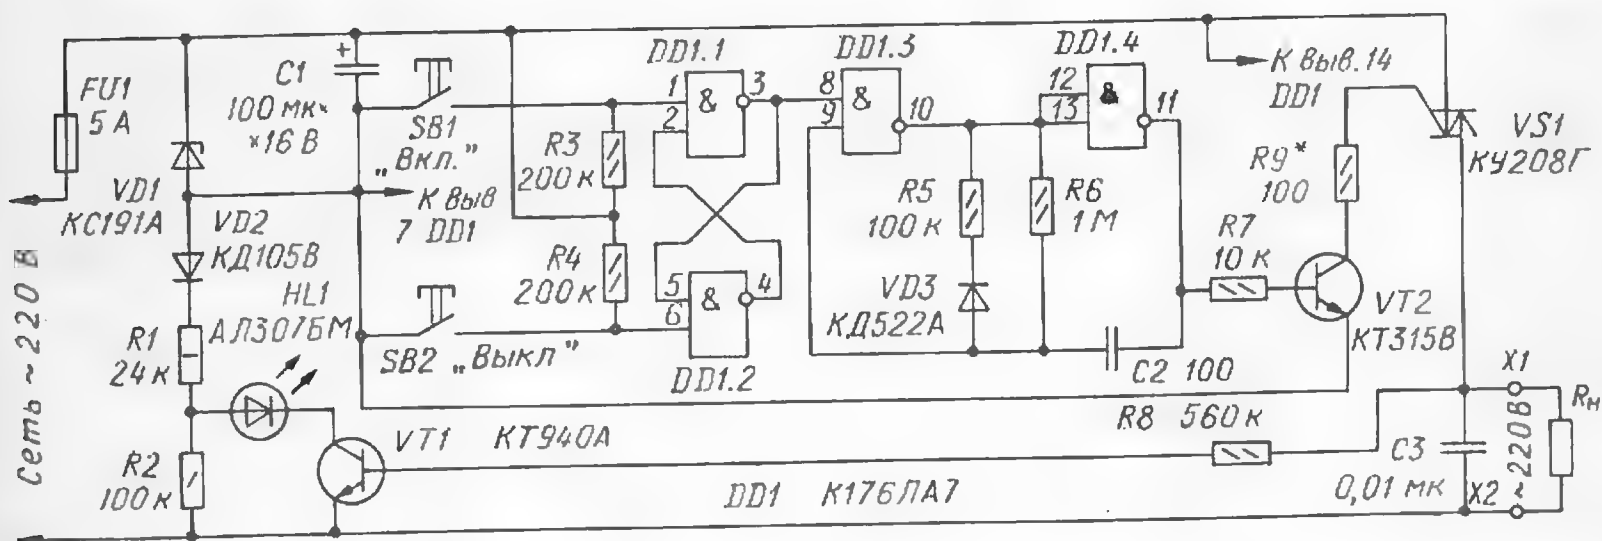 Сеть ~ 220 В
FU1
5 А
VD1
КС191А
C1
100 мк×
×16 В
+
SB1
„Вкл."
К выв
7 DD1
VD2
КД105В
HL1
АЛ307БМ
R1
24 к
R2
100 к
SB2 „Выкл"
R3
200 к
R4
200 к
DD1.1
1
2
&
3
5
6
&
4
DD1.2
DD1.3
8
9
&
10
DD1.4
12
13
&
11
R5
100 к
VD3
КД522А
R6
1 М
C2 100
R7
10 к
R9*
100
К выв. 14
DD1
VS1
КУ208Г
VT2
КТ315В
VT1 КТ940А
R8 560 к
C3
0,01 мк
X1
X2
~220В
Rн
DD1 К176ЛА7